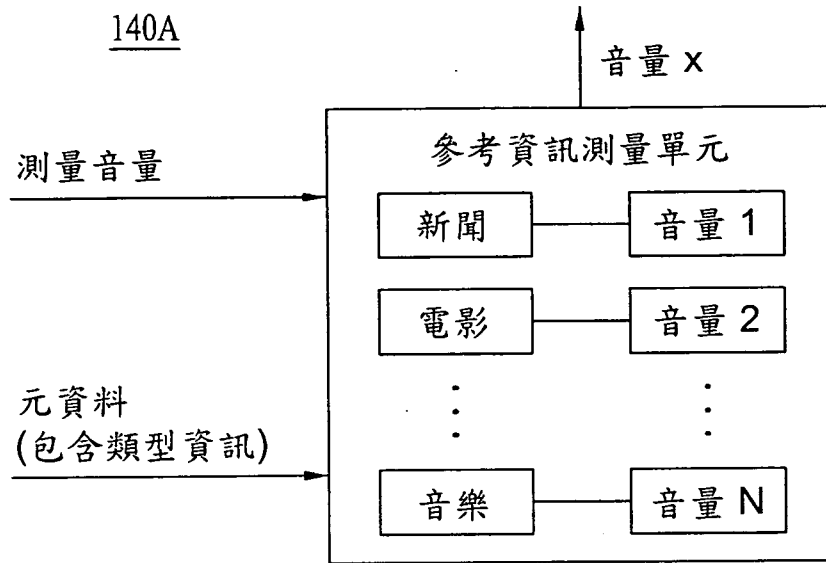 140A
音量 x
測量音量
參考資訊測量單元
新聞
音量 1
電影
音量 2
元資料
(包含類型資訊)
音樂
音量 N